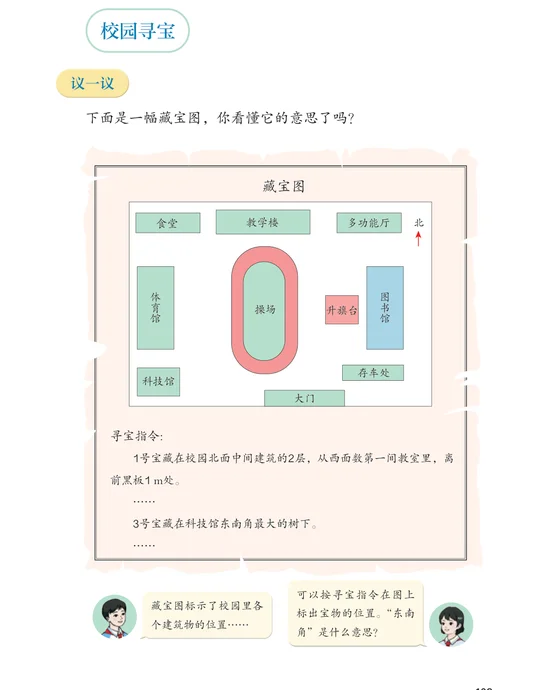 校园寻宝
议一议
下面是一幅藏宝图，你看懂它的意思了吗？
藏宝图
食堂
教学楼
多功能厅
北
体育馆
操场
升旗台
图书馆
科技馆
存车处
大门
寻宝指令：
1号宝藏在校园北面中间建筑的2层，从西面数第一间教室里，离
前黑板1 m处。
……
3号宝藏在科技馆东南角最大的树下。
……
藏宝图标示了校园里各
个建筑物的位置……
可以按寻宝指令在图上
标出宝物的位置。“东南
角”是什么意思？